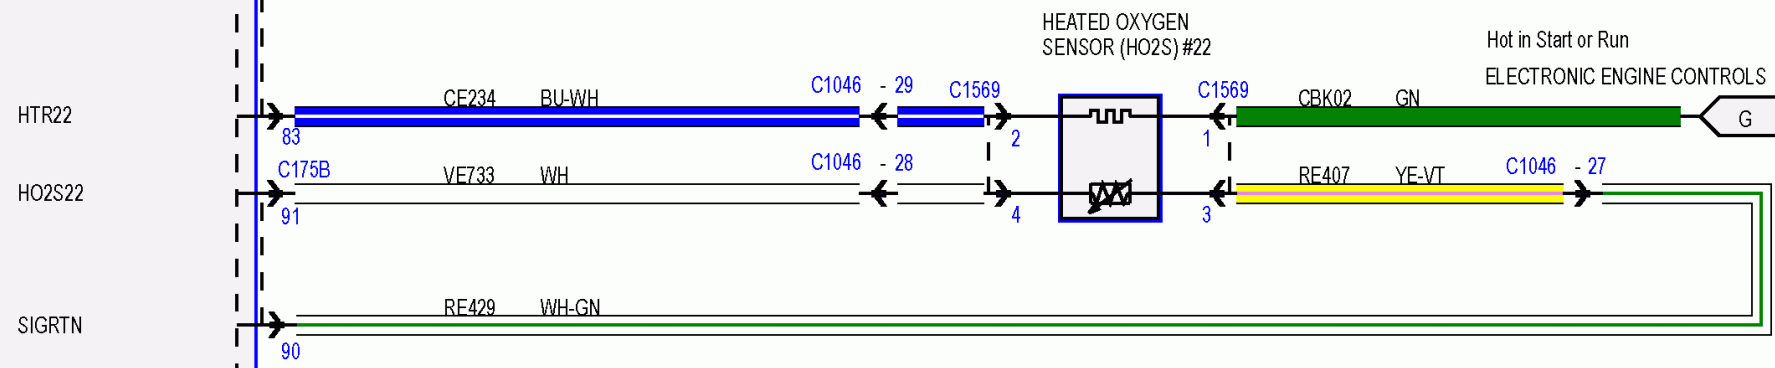 HEATED OXYGEN
SENSOR (HO2S) #22
Hot in Start or Run
ELECTRONIC ENGINE CONTROLS
HTR22
83
CE234 BU-WH
C1046 - 29
C1569
2
C1569
1
CBK02 GN
G
HO2S22
C175B
91
VE733 WH
C1046 - 28
4
3
RE407 YE-VT
C1046 - 27
SIGRTN
90
RE429 WH-GN